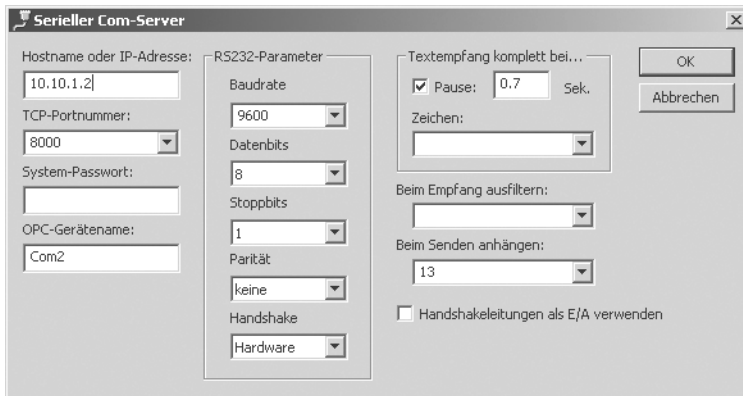 Serieller Com-Server
Hostname oder IP-Adresse:
10.10.1.2
TCP-Portnummer:
8000
System-Passwort:
OPC-Gerätename:
Com2
RS232-Parameter
Baudrate
9600
Datenbits
8
Stoppbits
1
Parität
keine
Handshake
Hardware
Textempfang komplett bei...
Pause: 0.7 Sek.
Zeichen:
Beim Empfang ausfiltern:
Beim Senden anhängen:
13
Handshakeleitungen als E/A verwenden
OK
Abbrechen